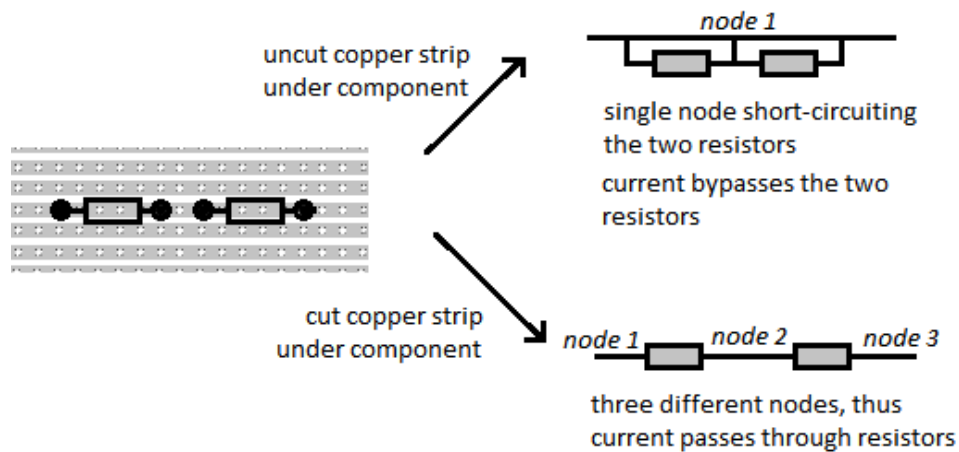 uncut copper strip
under component
node 1
single node short-circuiting
the two resistors
current bypasses the two
resistors
cut copper strip
under component
node 1
node 2
node 3
three different nodes, thus
current passes through resistors